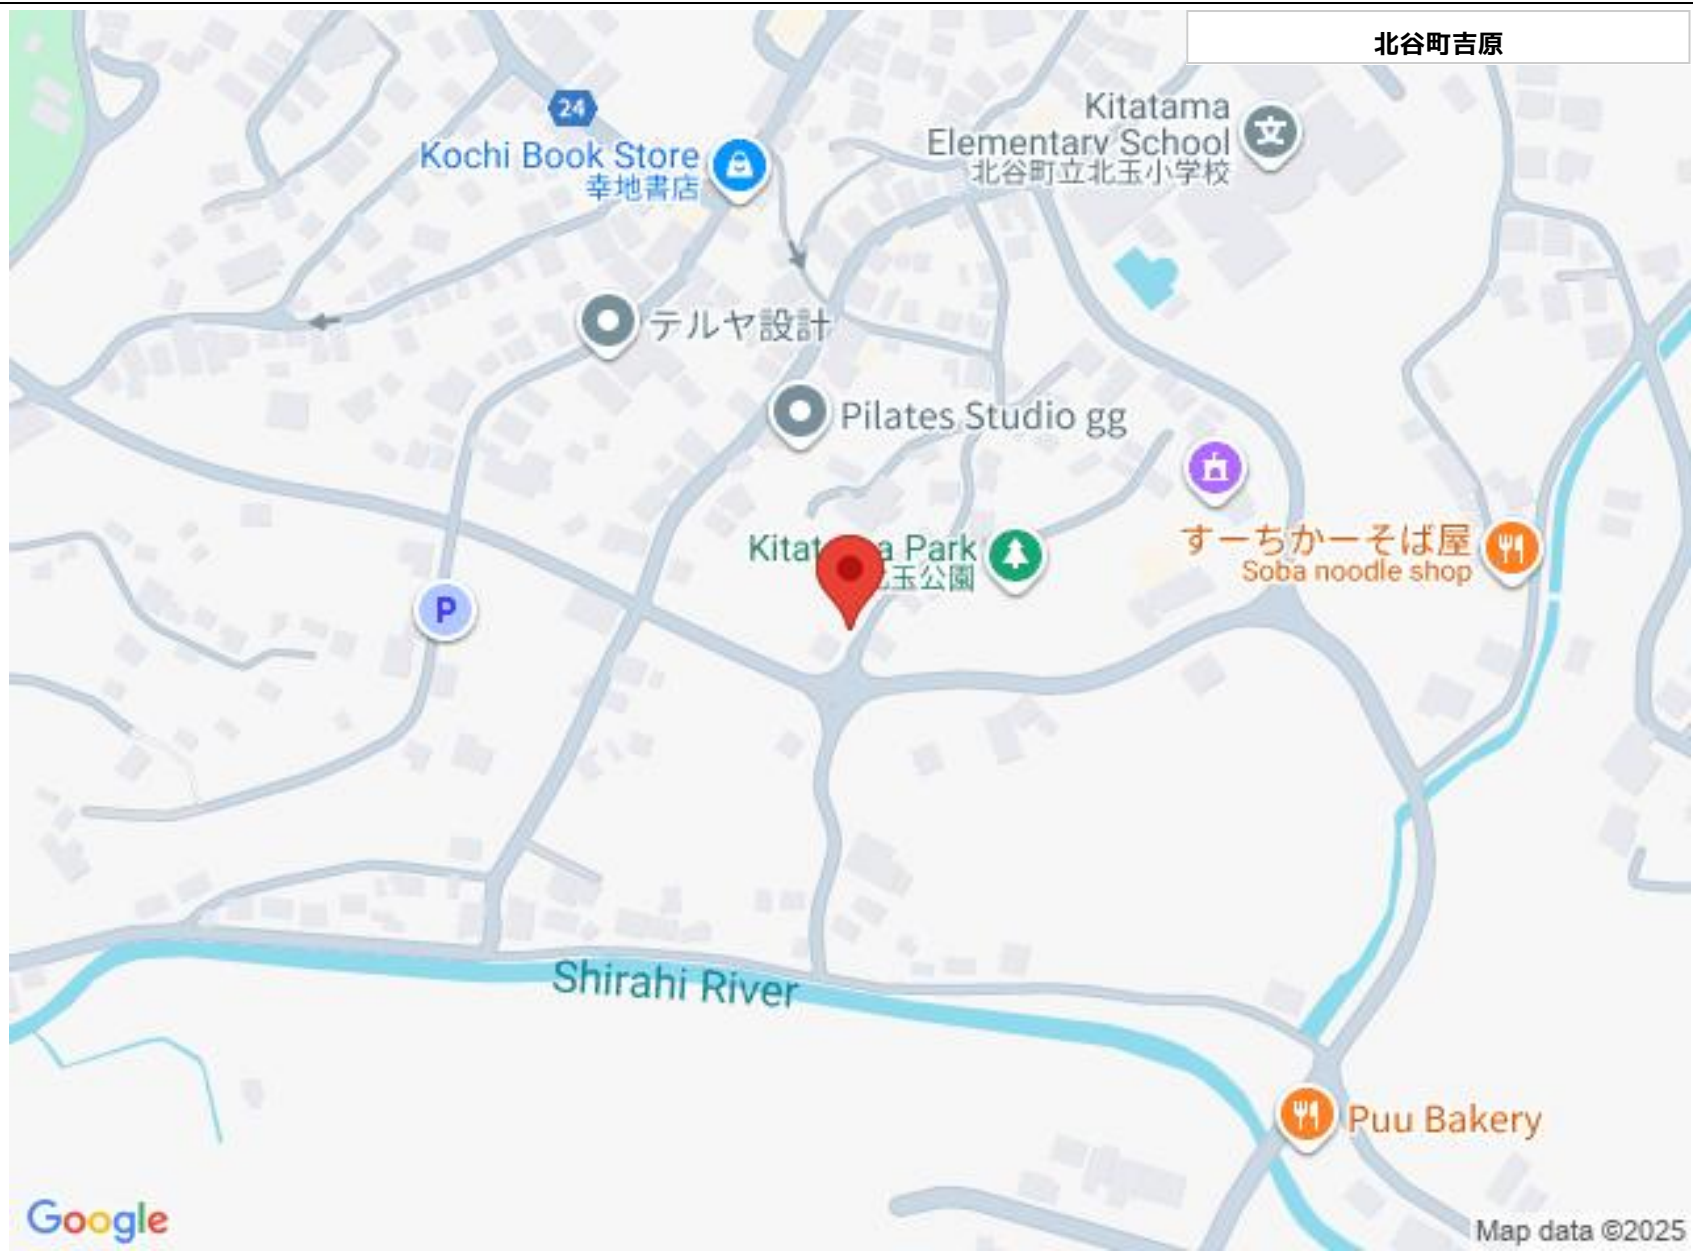 北谷町吉原
Kitatama
Elementary School
北谷町立北玉小学校
文
24
Kochi Book Store
幸地書店
テルヤ設計
Pilates Studio gg
Park
玉公園
すーちかーそば屋
Soba noodle shop
P
Shirahi River
Puu Bakery
Google
Map data ©2025